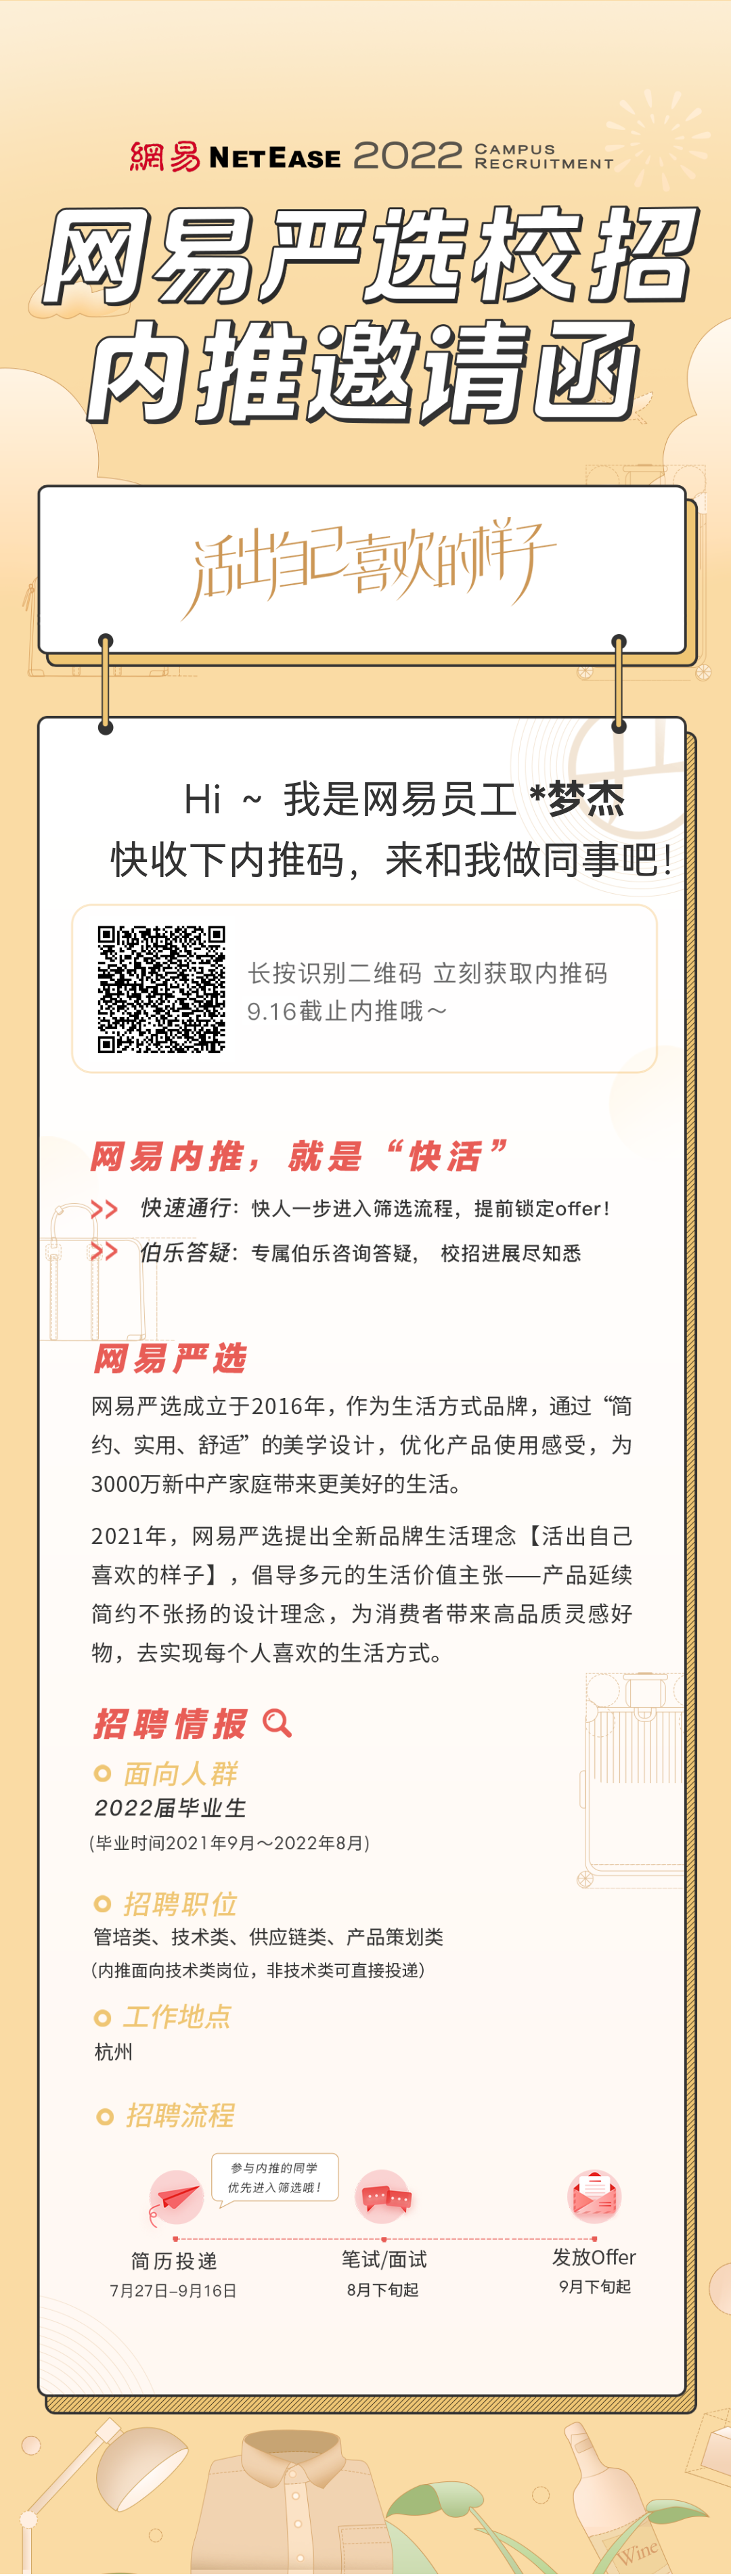 網易 NETEASE 2022 CAMPUS RECRUITMENT
网易严选校招
内推邀请函
活出自己喜欢的样子
Hi ~ 我是网易员工 *梦杰
快收下内推码，来和我做同事吧！
长按识别二维码 立刻获取内推码
9.16截止内推哦～
网易内推，就是“快活”
>> 快速通行：快人一步进入筛选流程，提前锁定offer！
>> 伯乐答疑：专属伯乐咨询答疑， 校招进展尽知悉
网易严选
网易严选成立于2016年，作为生活方式品牌，通过“简
约、实用、舒适”的美学设计，优化产品使用感受，为
3000万新中产家庭带来更美好的生活。
2021年，网易严选提出全新品牌生活理念【活出自己
喜欢的样子】，倡导多元的生活价值主张——产品延续
简约不张扬的设计理念，为消费者带来高品质灵感好
物，去实现每个人喜欢的生活方式。
招聘情报
面向人群
2022届毕业生
(毕业时间2021年9月～2022年8月)
招聘职位
管培类、技术类、供应链类、产品策划类
（内推面向技术类岗位，非技术类可直接投递）
工作地点
杭州
招聘流程
参与内推的同学
优先进入筛选哦！
简历投递
7月27日-9月16日
笔试/面试
8月下旬起
发放Offer
9月下旬起
Wine